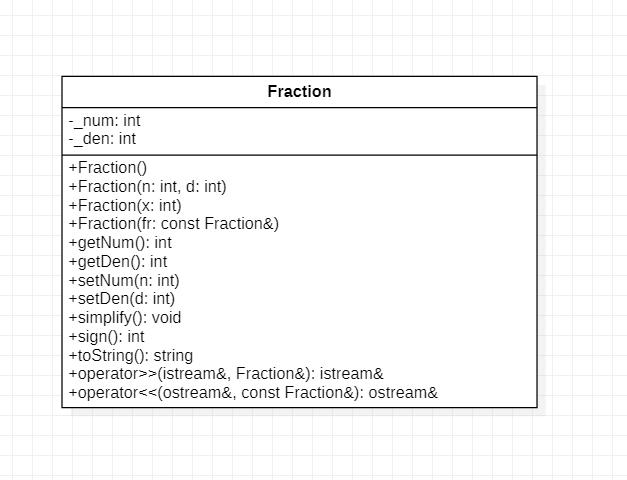 Fraction
-_num: int
-_den: int
+Fraction()
+Fraction(n: int, d: int)
+Fraction(x: int)
+Fraction(fr: const Fraction&)
+getNum(): int
+getDen(): int
+setNum(n: int)
+setDen(d: int)
+simplify(): void
+sign(): int
+toString(): string
+operator>>(istream&, Fraction&): istream&
+operator<<(ostream&, const Fraction&): ostream&